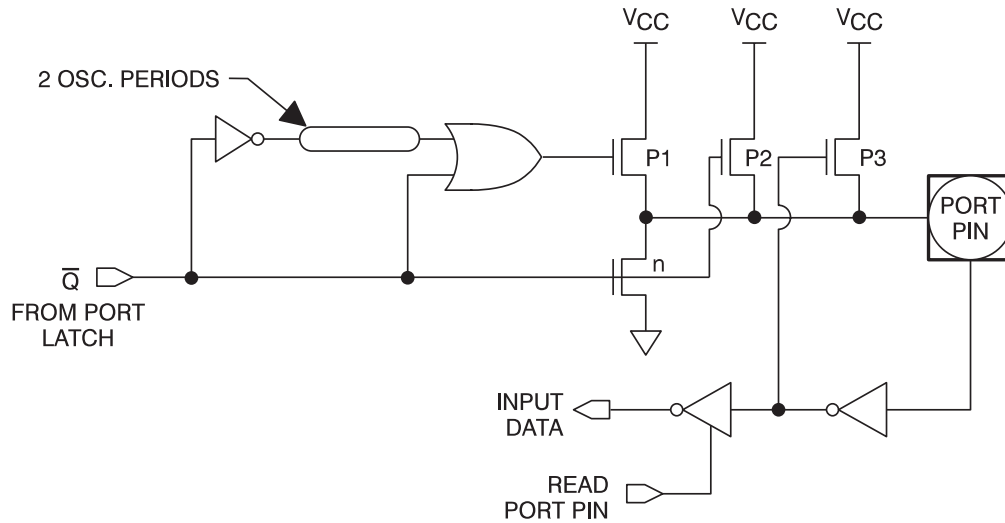 VCC
VCC
VCC
2 OSC. PERIODS
P1
P2
P3
PORT
PIN
Q
n
FROM PORT
LATCH
INPUT
DATA
READ
PORT PIN